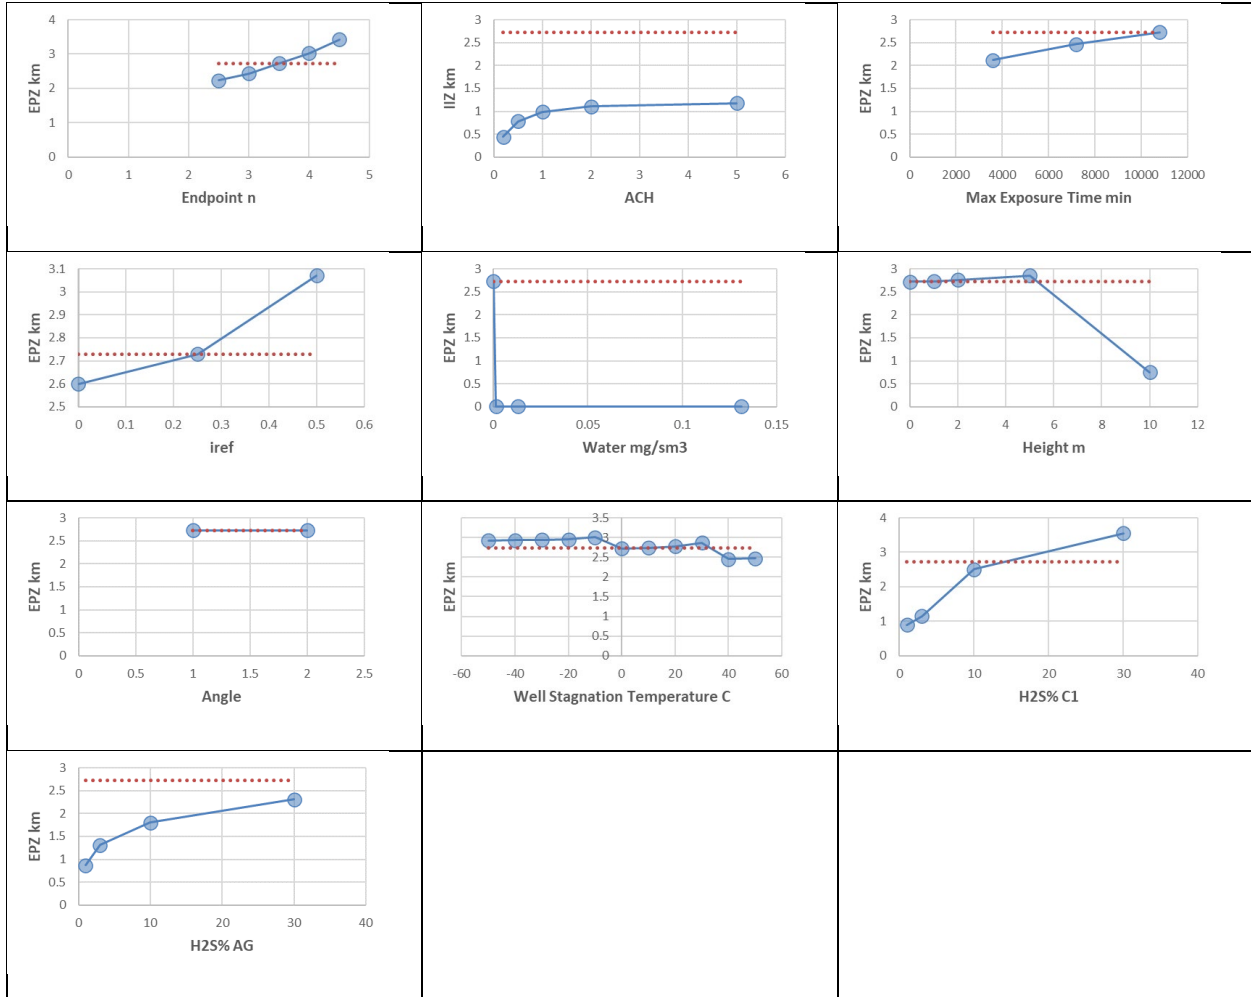 4
3
2
1
0
0 1 2 3 4 5
EPZ km
Endpoint n
3
2.5
2
1.5
1
0.5
0
0 1 2 3 4 5 6
IIZ km
ACH
3
2.5
2
1.5
1
0.5
0
0 2000 4000 6000 8000 10000 12000
EPZ km
Max Exposure Time min
3.1
3
2.9
2.8
2.7
2.6
2.5
0 0.1 0.2 0.3 0.4 0.5 0.6
EPZ km
iref
3
2.5
2
1.5
1
0.5
0
0 0.05 0.1 0.15
EPZ km
Water mg/sm3
3
2.5
2
1.5
1
0.5
0
0 2 4 6 8 10 12
EPZ km
Height m
3
2.5
2
1.5
1
0.5
0
0 0.5 1 1.5 2 2.5
EPZ km
Angle
3.5
3
2.5
2
1.5
1
0.5
0
-60 -40 -20 0 20 40 60
EPZ km
Well Stagnation Temperature C
4
3
2
1
0
0 10 20 30 40
EPZ km
H2S% C1
3
2.5
2
1.5
1
0.5
0
0 10 20 30 40
EPZ km
H2S% AG